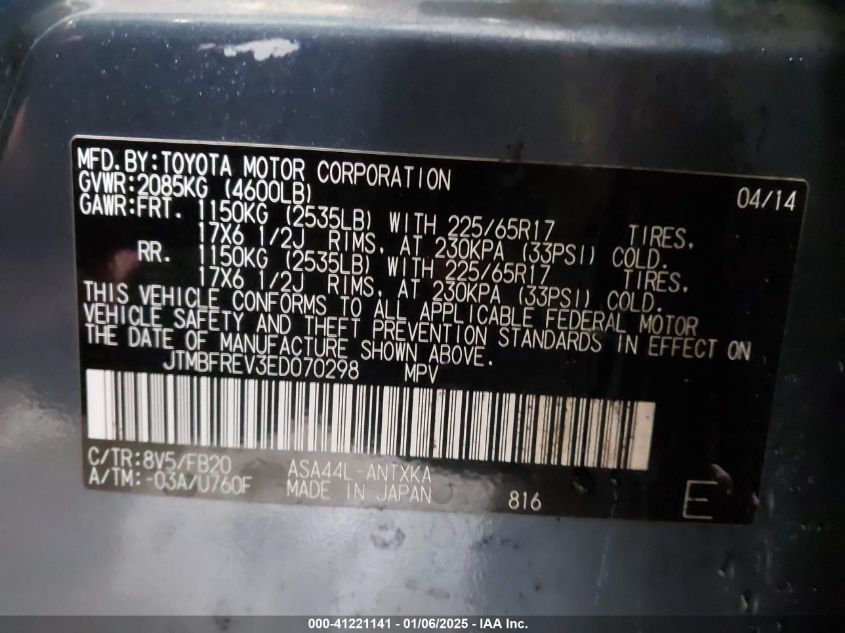 MFD.BY:TOYOTA MOTOR CORPORATION 04/14
GVWR:2085KG (4600LB)
GAWR:FRT. 1150KG (2535LB) WITH 225/65R17 TIRES,
17X6 1/2J RIMS, AT 230KPA (33PSI) COLD.
RR. 1150KG (2535LB) WITH 225/65R17 TIRES,
17X6 1/2J RIMS, AT 230KPA (33PSI) COLD.
THIS VEHICLE CONFORMS TO ALL APPLICABLE FEDERAL MOTOR
VEHICLE SAFETY AND THEFT PREVENTION STANDARDS IN EFFECT ON
THE DATE OF MANUFACTURE SHOWN ABOVE.
JTMBFREV3ED070298 MPV
C/TR:8V5/FB20 ASA44L-ANTXKA
A/TM:-03A/U760F MADE IN JAPAN 816 E
000-41221141 - 01/06/2025 - IAA Inc.